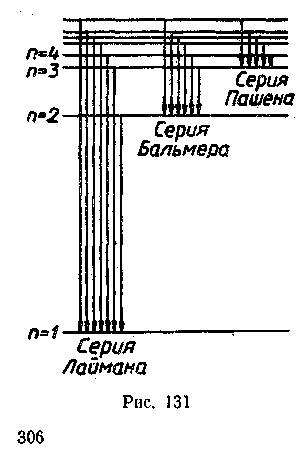 n=4
n=3
Серия
Пашена
n=2
Серия
Бальмера
n=1
Серия
Лаймана
Рис. 131
306